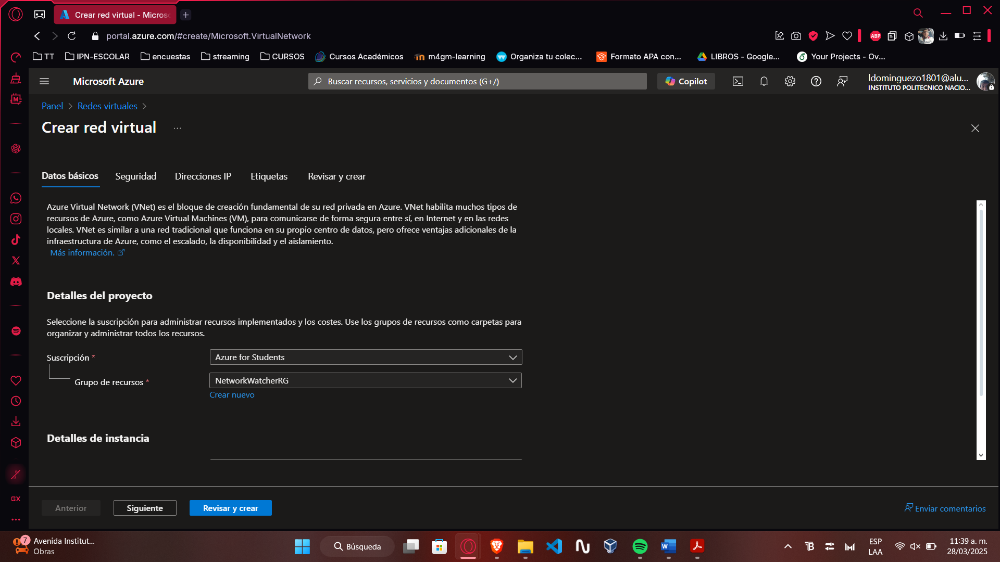 Crear red virtual - Micros
portal.azure.com/#create/Microsoft.VirtualNetwork
ABP
TT
IPN-ESCOLAR
encuestas
streaming
CURSOS
Cursos Académicos
m4gm-learning
Organiza tu colec...
Formato APA con...
LIBROS - Google...
Your Projects - Ov...
Microsoft Azure
Buscar recursos, servicios y documentos (G+/)
Copilot
ldominguezo1801@alu...
INSTITUTO POLITECNICO NACIO...
Panel > Redes virtuales >
Crear red virtual ...
Datos básicos
Seguridad
Direcciones IP
Etiquetas
Revisar y crear
Azure Virtual Network (VNet) es el bloque de creación fundamental de su red privada en Azure. VNet habilita muchos tipos de
recursos de Azure, como Azure Virtual Machines (VM), para comunicarse de forma segura entre sí, en Internet y en las redes
locales. VNet es similar a una red tradicional que funciona en su propio centro de datos, pero ofrece ventajas adicionales de la
infraestructura de Azure, como el escalado, la disponibilidad y el aislamiento.
Más información.
Detalles del proyecto
Seleccione la suscripción para administrar recursos implementados y los costes. Use los grupos de recursos como carpetas para
organizar y administrar todos los recursos.
Suscripción *
Azure for Students
Grupo de recursos *
NetworkWatcherRG
Crear nuevo
Detalles de instancia
Anterior
Siguiente
Revisar y crear
Enviar comentarios
GX
7
Avenida Institut...
Obras
Búsqueda
ESP
LAA
11:39 a. m.
28/03/2025